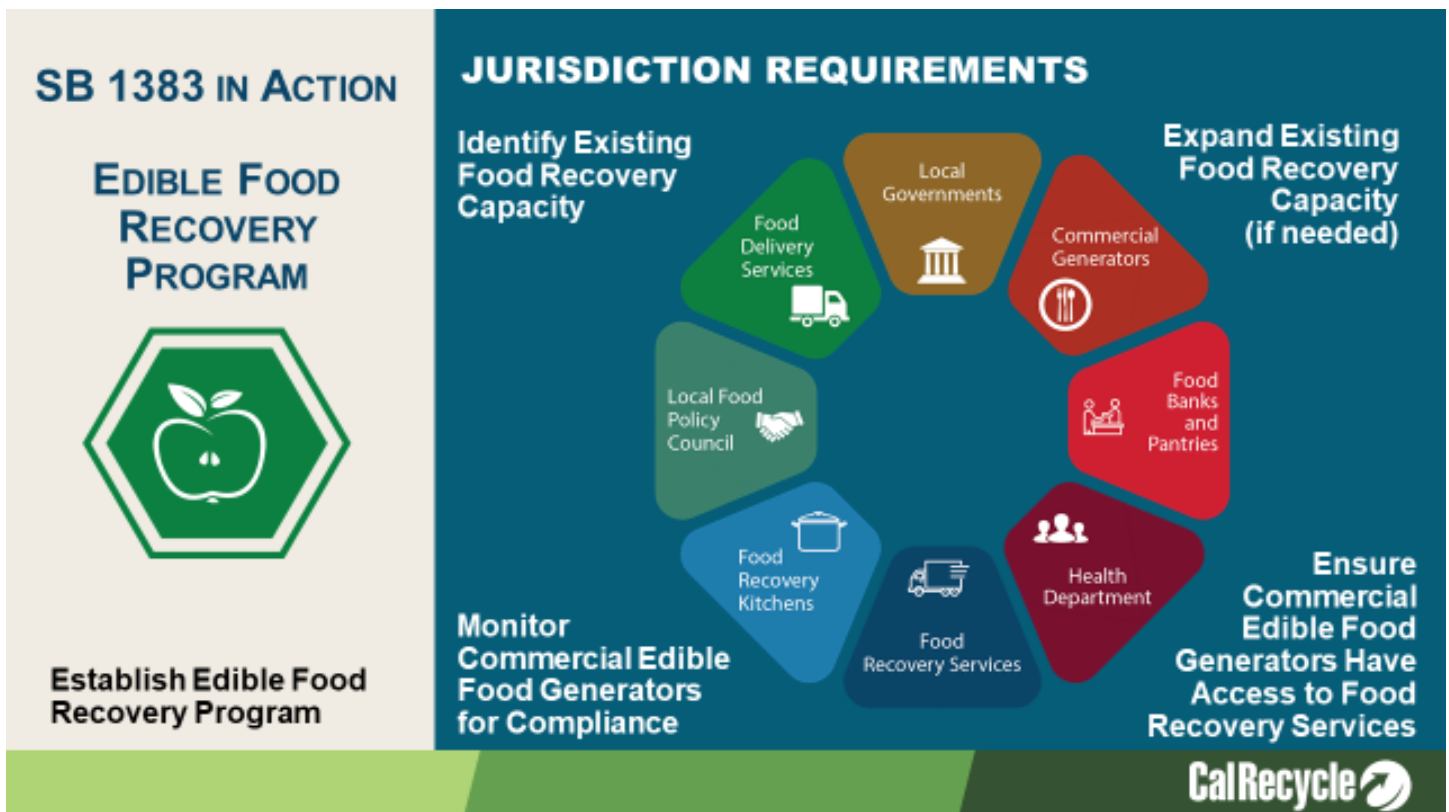 SB 1383 IN ACTION
EDIBLE FOOD
RECOVERY
PROGRAM
Establish Edible Food
Recovery Program
JURISDICTION REQUIREMENTS
Identify Existing
Food Recovery
Capacity
Expand Existing
Food Recovery
Capacity
(if needed)
Local
Governments
Commercial
Generators
Food
Banks
and
Pantries
Health
Department
Food
Recovery Services
Food
Recovery
Kitchens
Local Food
Policy
Council
Food
Delivery
Services
Monitor
Commercial Edible
Food Generators
for Compliance
Ensure
Commercial
Edible Food
Generators Have
Access to Food
Recovery Services
CalRecycle